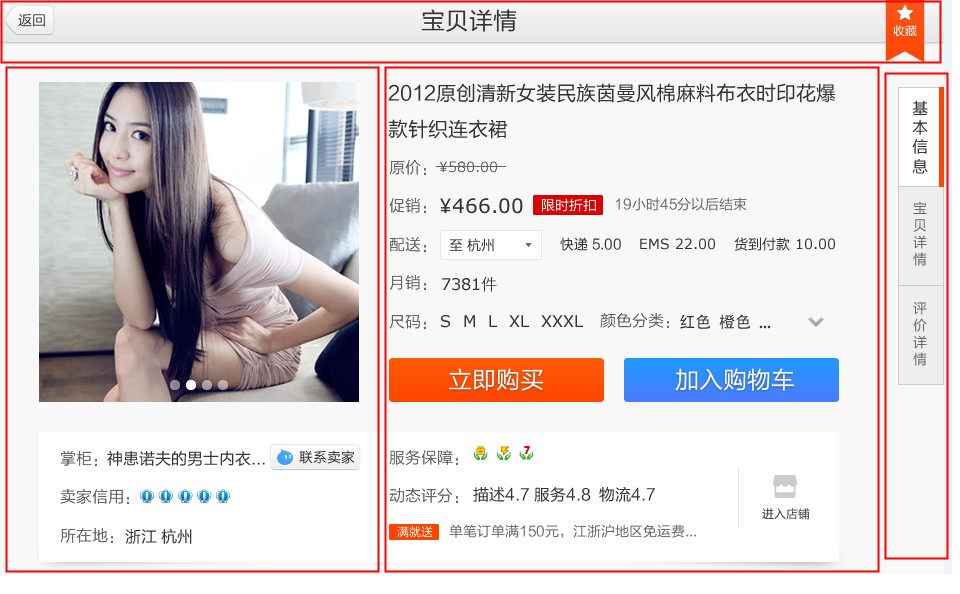 返回
宝贝详情
收藏
2012原创清新女装民族茵曼风棉麻料布衣时印花爆
款针织连衣裙
原价：¥580.00
促销：¥466.00 限时折扣 19小时45分以后结束
配送：至 杭州 快递 5.00 EMS 22.00 货到付款 10.00
月销：7381件
尺码：S M L XL XXXL 颜色分类：红色 橙色 ...
立即购买
加入购物车
掌柜：神患诺夫的男士内衣... 联系卖家
卖家信用：
所在地：浙江 杭州
服务保障：
7
动态评分：描述4.7 服务4.8 物流4.7
满就送 单笔订单满150元，江浙沪地区免运费...
进入店铺
基本信息
宝贝详情
评价详情